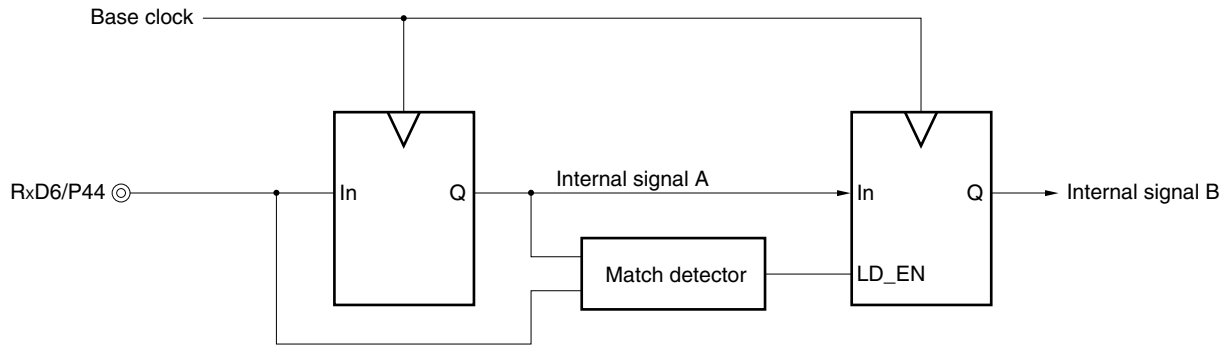 Base clock
RxD6/P44
In
Q
Internal signal A
In
Q
Internal signal B
Match detector
LD_EN